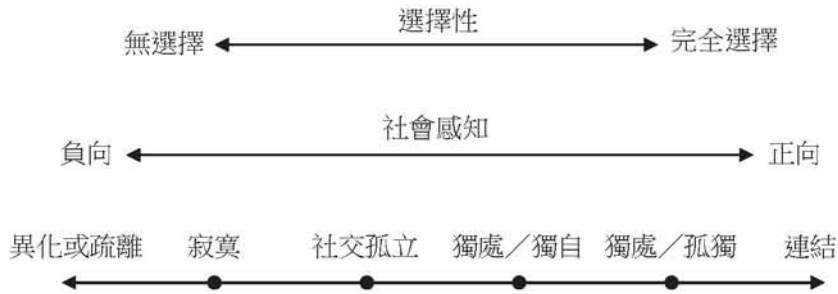 選擇性
無選擇 完全選擇
社會感知
負向 正向
異化或疏離 寂寞 社交孤立 獨處／獨自 獨處／孤獨 連結